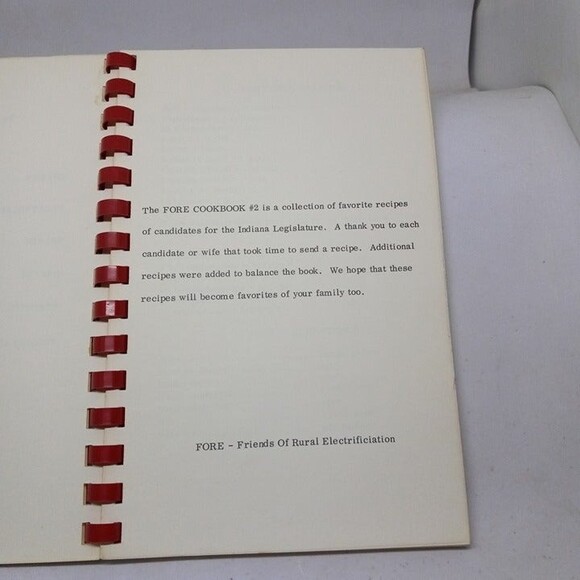 The FORE COOKBOOK #2 is a collection of favorite recipes
of candidates for the Indiana Legislature. A thank you to each
candidate or wife that took time to send a recipe. Additional
recipes were added to balance the book. We hope that these
recipes will become favorites of your family too.
FORE - Friends Of Rural Electrificiation